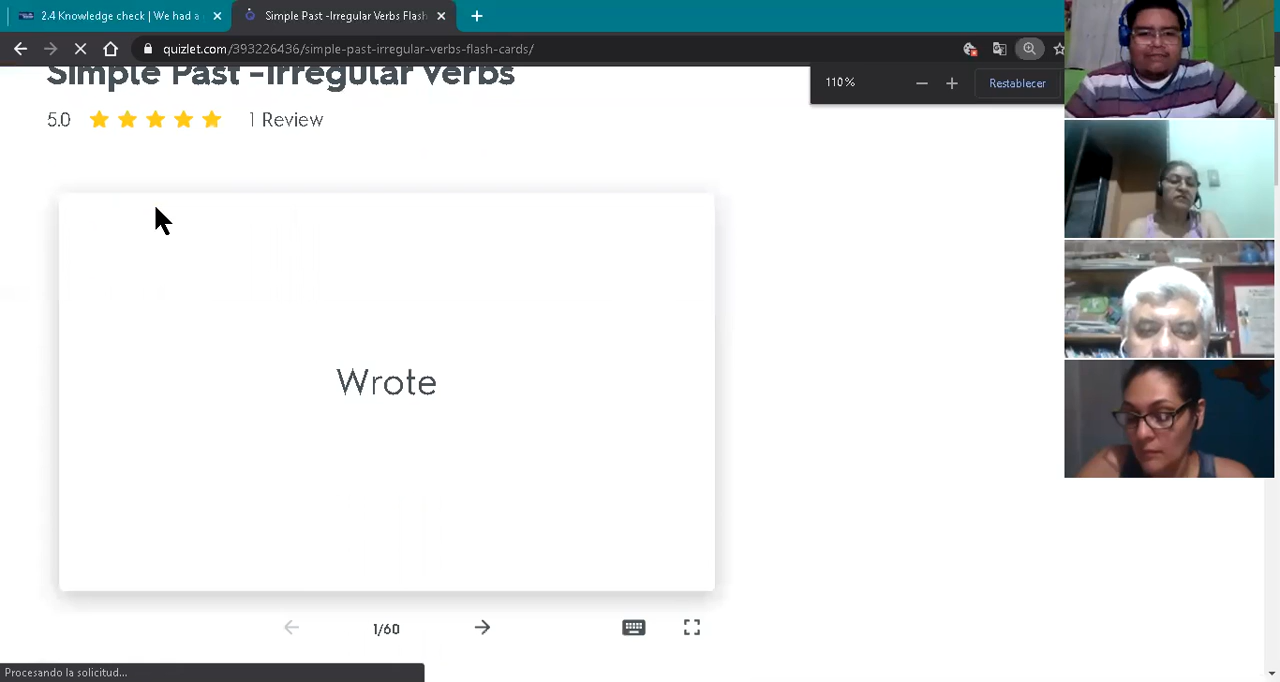 2.4 Knowledge check | We had a
Simple Past -Irregular Verbs Flash
quizlet.com/393226436/simple-past-irregular-verbs-flash-cards/
110%
Restablecer
Simple Past -Irregular Verbs
5.0
1 Review
Wrote
1/60
Procesando la solicitud...